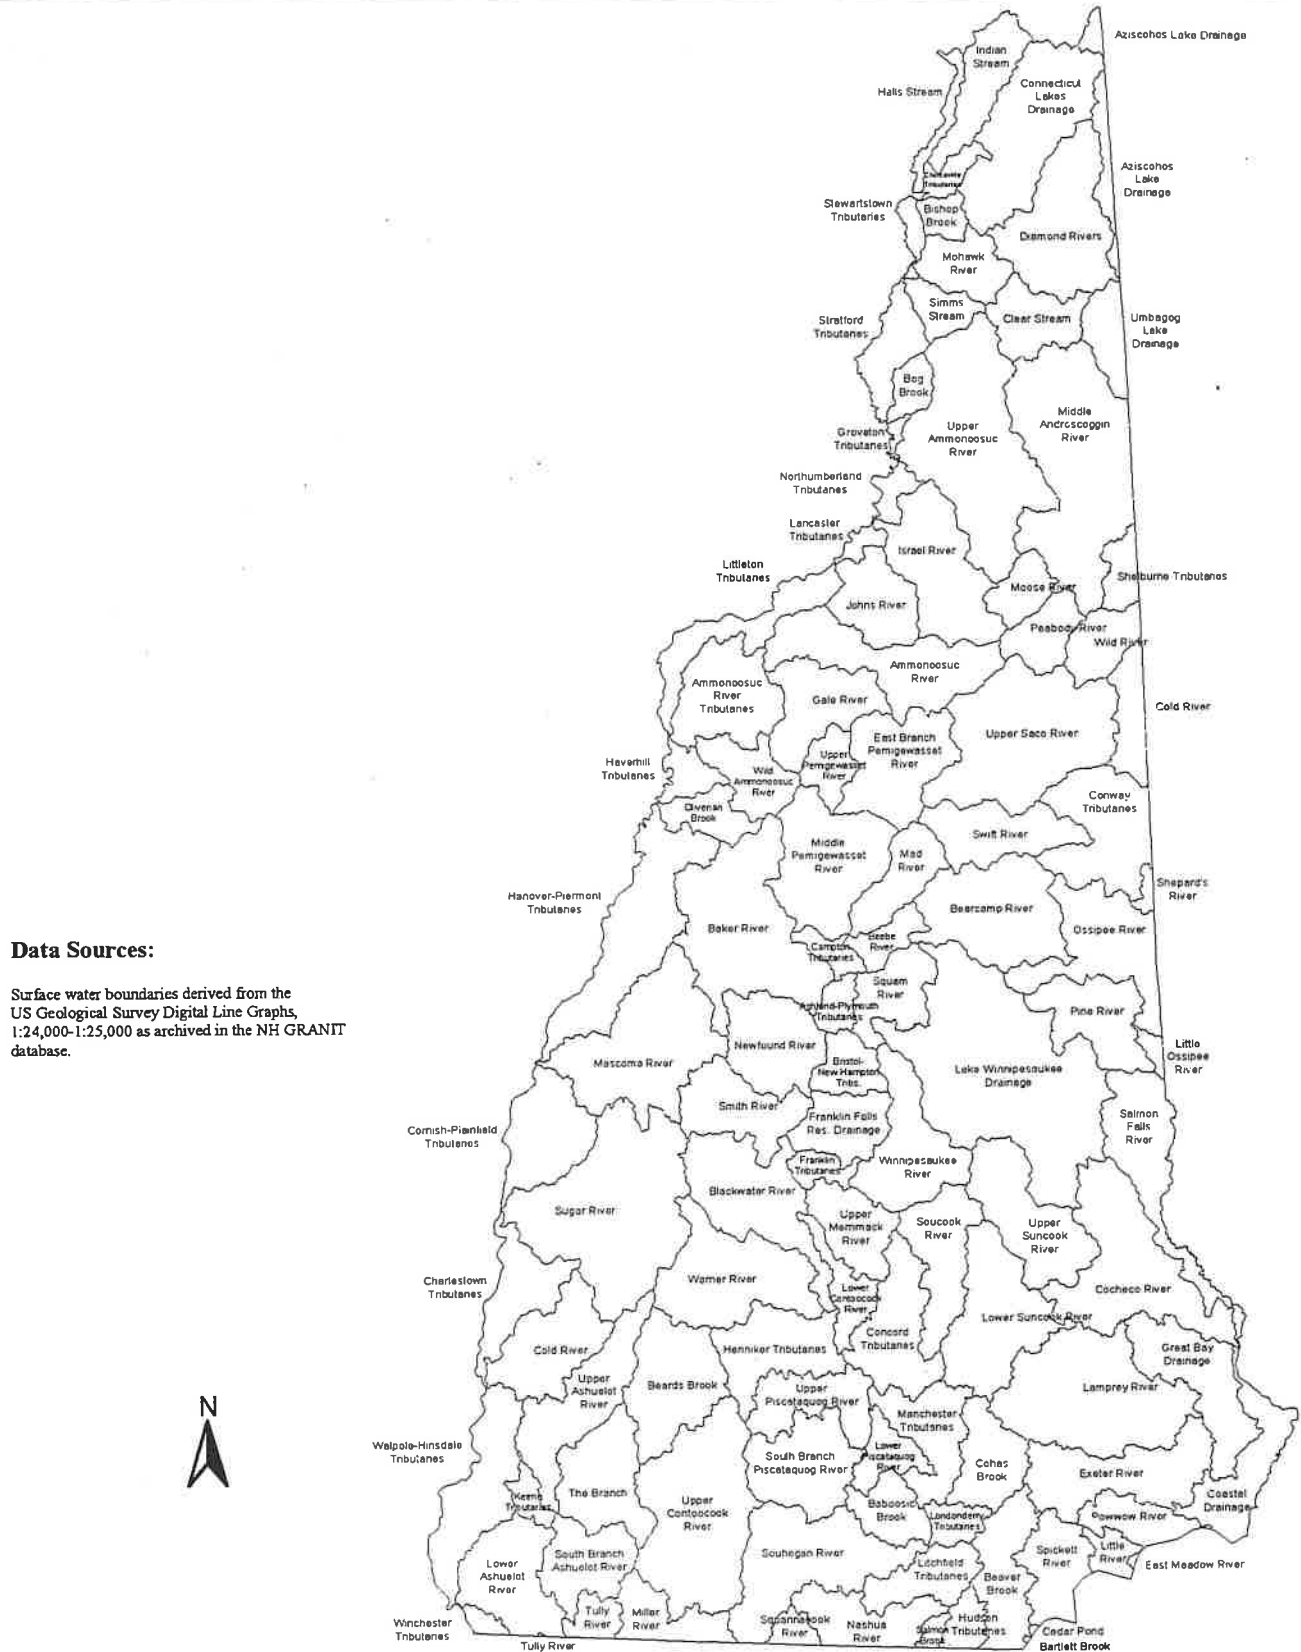 Aziscohos Lake Drainage
Indian
Stream
Halls Stream
Connecticut
Lakes
Drainage
Aziscohos
Lake
Drainage
Tributaries
Stewartstown
Tributaries
Bishop
Brook
Diamond Rivers
Mohawk
River
Simms
Stream
Clear Stream
Stratford
Tributaries
Umbagog
Lake
Drainage
Bog
Brook
Middle
Androscoggin
River
Upper
Ammonoosuc
River
Groveton
Tributaries
Northumberland
Tributaries
Lancaster
Tributaries
Israel River
Littleton
Tributaries
Shelburne Tributaries
Moose River
Johns River
Peabody River
Wild River
Ammonoosuc
River
Ammonoosuc
River
Tributaries
Gale River
Cold River
Upper Saco River
East Branch
Pemigewasset
River
Upper
Pemigewasset
River
Haverhill
Tributaries
Wild
Ammonoosuc
River
Conway
Tributaries
Oliverian
Brook
Swift River
Middle
Pemigewasset
River
Mad
River
Shepard's
River
Hanover-Piermont
Tributaries
Bearcamp River
Ossipee River
Baker River
Beebe
River
Campton
Tributaries
Data Sources:
Surface water boundaries derived from the
US Geological Survey Digital Line Graphs,
1:24,000-1:25,000 as archived in the NH GRANIT
database.
Squam
River
Ashland-Plymouth
Tributaries
Pine River
Newfound River
Little
Ossipee
River
Mascoma River
Bristol-
New Hampton
Tribs.
Lake Winnipesaukee
Drainage
Smith River
Franklin Falls
Res. Drainage
Salmon
Falls
River
Cornish-Plainfield
Tributaries
Franklin
Tributaries
Winnipesaukee
River
Blackwater River
Sugar River
Upper
Merrimack
River
Soucook
River
Upper
Suncook
River
Charlestown
Tributaries
Warner River
Lower
Contoocook
River
Cocheco River
Lower Suncook River
Concord
Tributaries
Cold River
Henniker Tributaries
Great Bay
Drainage
Upper
Ashuelot
River
Beards Brook
Upper
Piscataquog River
Lamprey River
Manchester
Tributaries
N
Walpole-Hinsdale
Tributaries
South Branch
Piscataquog River
Lower
Piscataquog
River
Cohas
Brook
Exeter River
Keene
Tributaries
The Branch
Upper
Contoocook
River
Baboosic
Brook
Londonderry
Tributaries
Powwow River
Coastal
Drainage
Souhegan River
South Branch
Ashuelot River
Lower
Ashuelot
River
Litchfield
Tributaries
Beaver
Brook
Spickett
River
Little
River
East Meadow River
Winchester
Tributaries
Tully
River
Miller
River
Squannacook
River
Nashua
River
Salmon
Brook
Hudson
Tributaries
Cedar Pond
Bartlett Brook
Tully River